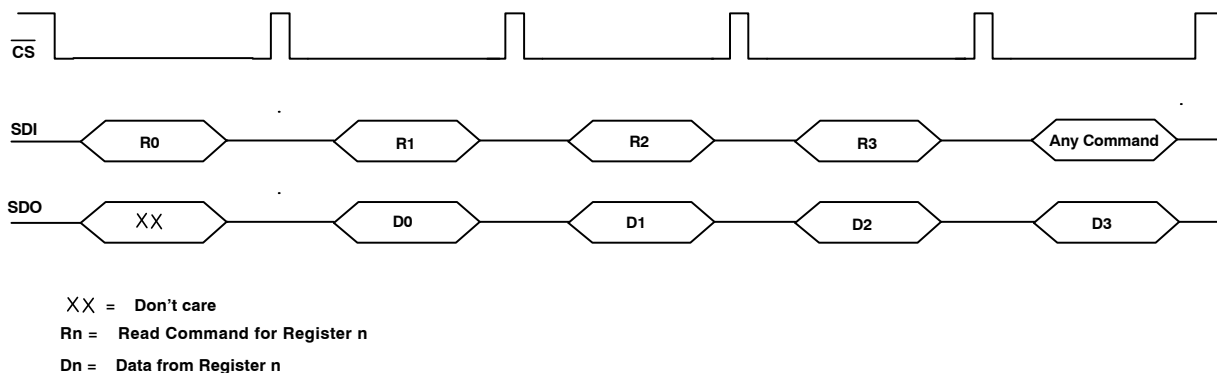 CS
SDI
R0 R1 R2 R3 Any Command
SDO
XX D0 D1 D2 D3
XX = Don't care
Rn = Read Command for Register n
Dn = Data from Register n